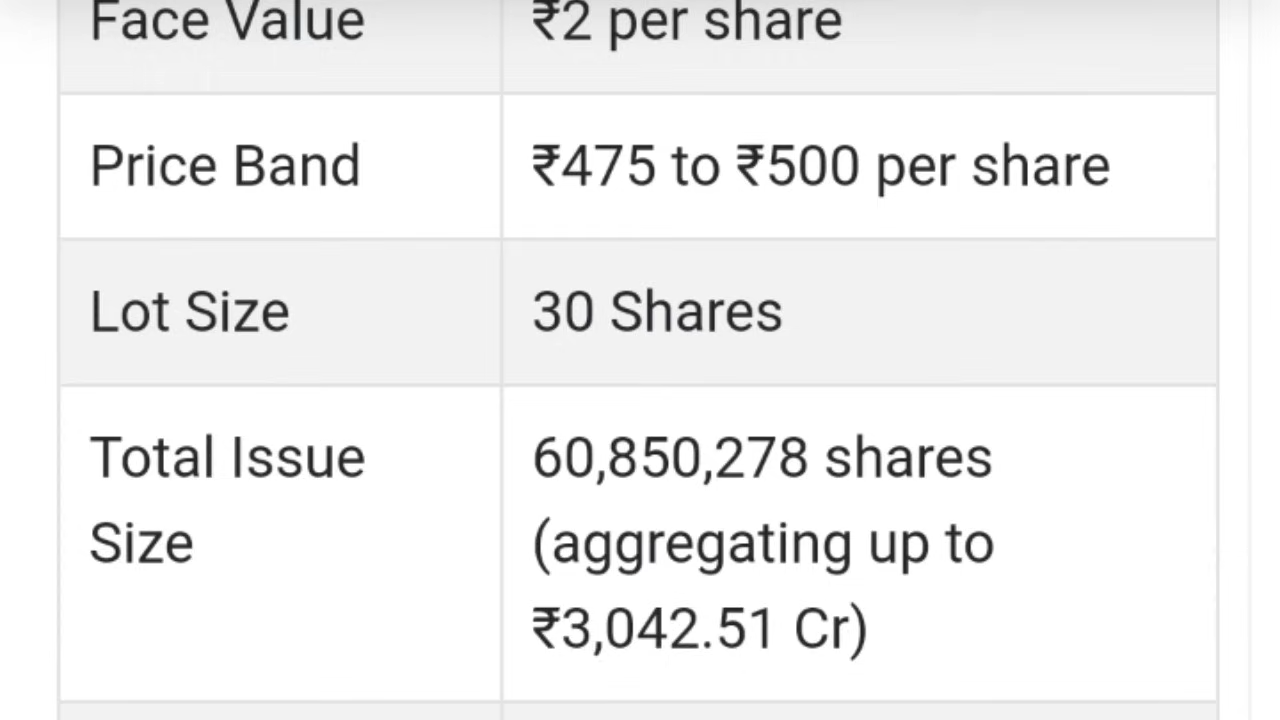 Face Value ₹2 per share
Price Band ₹475 to ₹500 per share
Lot Size 30 Shares
Total Issue 60,850,278 shares
Size (aggregating up to
₹3,042.51 Cr)